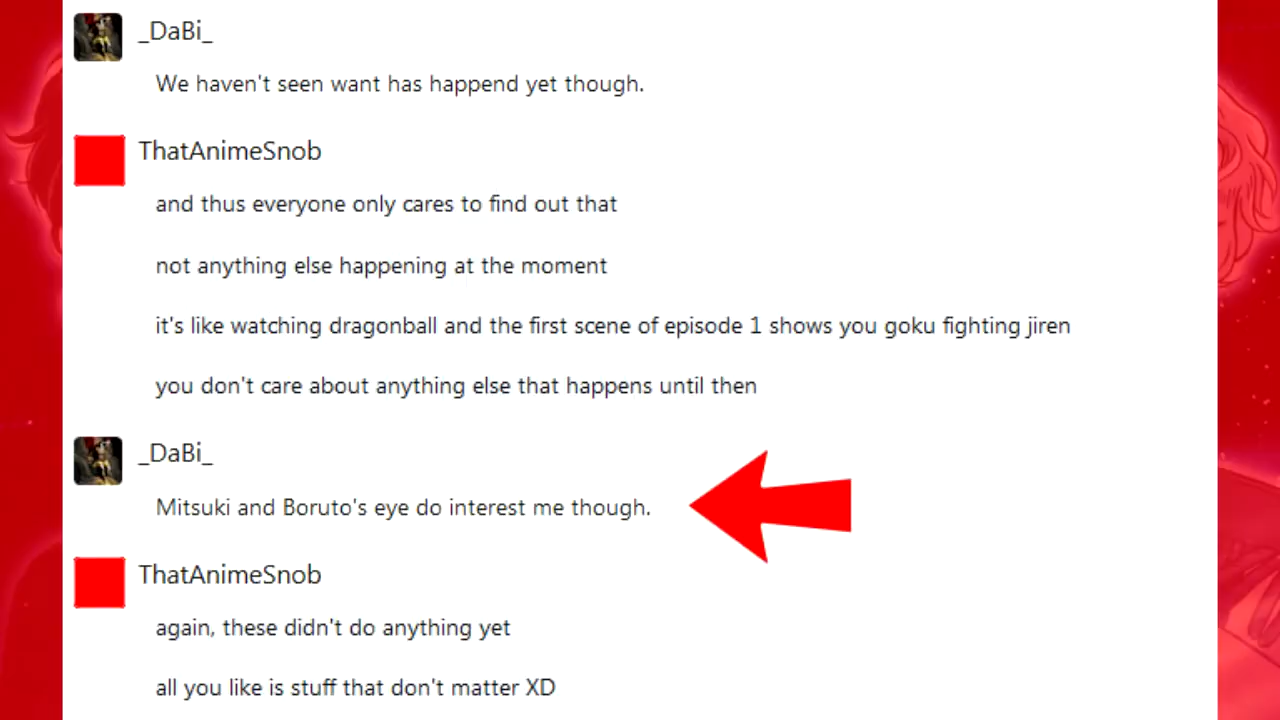 _DaBi_
We haven't seen want has happend yet though.
ThatAnimeSnob
and thus everyone only cares to find out that
not anything else happening at the moment
it's like watching dragonball and the first scene of episode 1 shows you goku fighting jiren
you don't care about anything else that happens until then
_DaBi_
Mitsuki and Boruto's eye do interest me though.
ThatAnimeSnob
again, these didn't do anything yet
all you like is stuff that don't matter XD